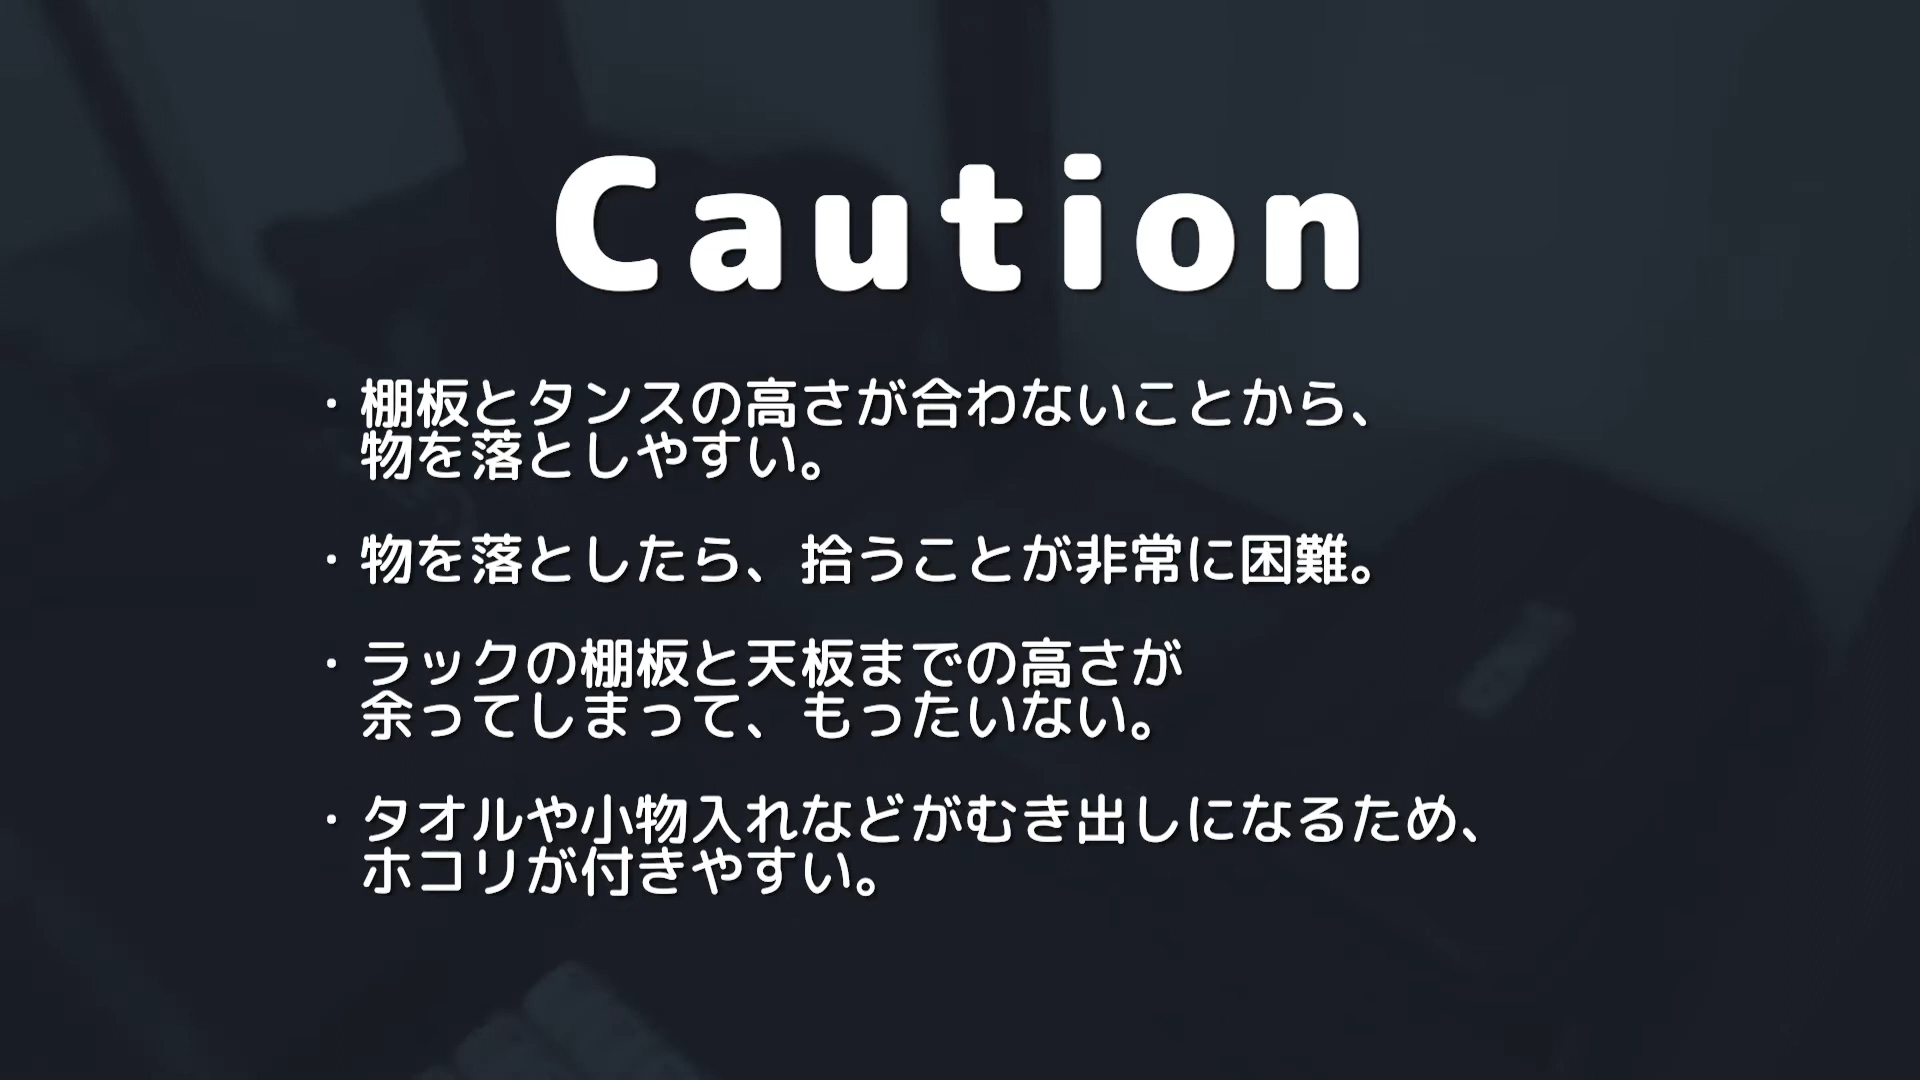 Caution
・棚板とタンスの高さが合わないことから、
物を落としやすい。
・物を落としたら、拾うことが非常に困難。
・ラックの棚板と天板までの高さが
余ってしまって、もったいない。
・タオルや小物入れなどがむき出しになるため、
ホコリが付きやすい。